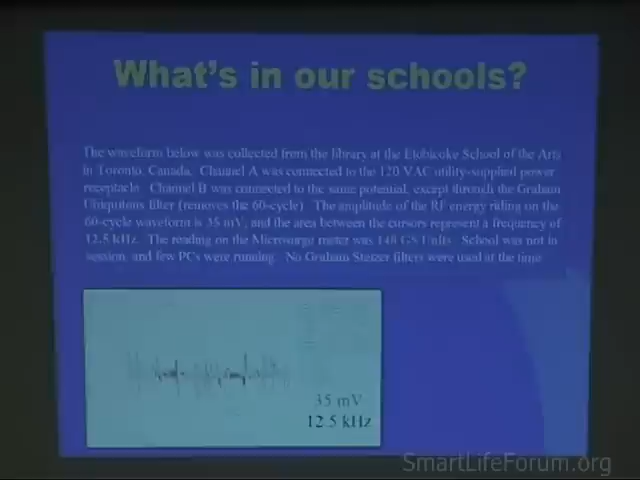 What's in our schools?
The waveform below was collected from the library at the Etobicoke School of the Arts
in Toronto, Canada. Channel A was connected to the 120 VAC utility-supplied power
receptacle. Channel B was connected to the same potential, except through the Graham
Ubiquitous filter (removes the 60-cycle) The amplitude of the RF energy riding on the
60-cycle waveform is 35 mV, and the area between the cursors represent a frequency of
12.5 kHz. The reading on the Microsurge meter was GS Units. School was not in
session, and few PCs were running. No Graham Stetzer filters were used at the time
35 mV
12.5 kHz
SmartLifeForum.org